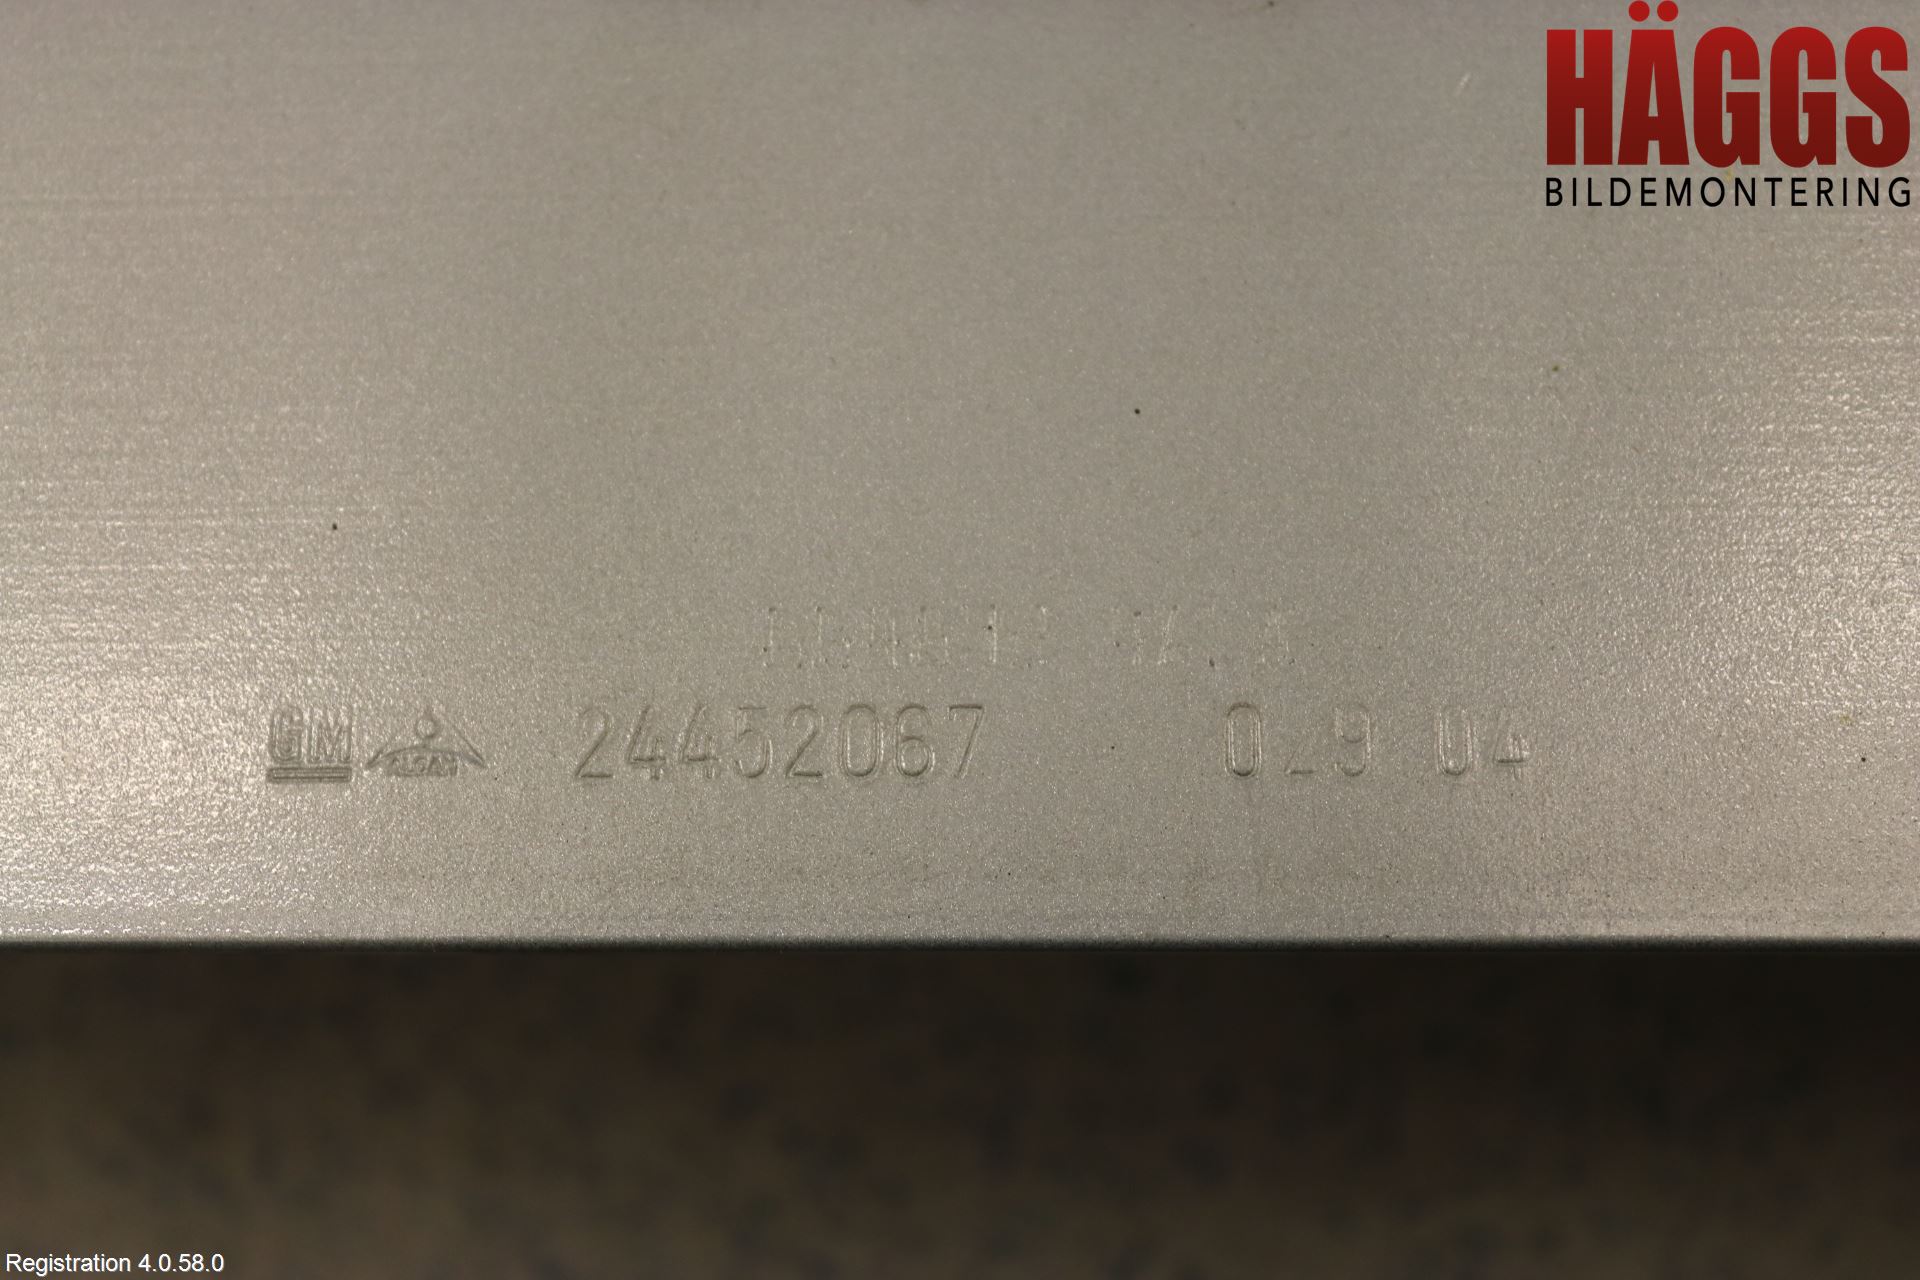 HÄGGS
BILDEMONTERING
GM 24452067 029 04
Registration 4.0.58.0